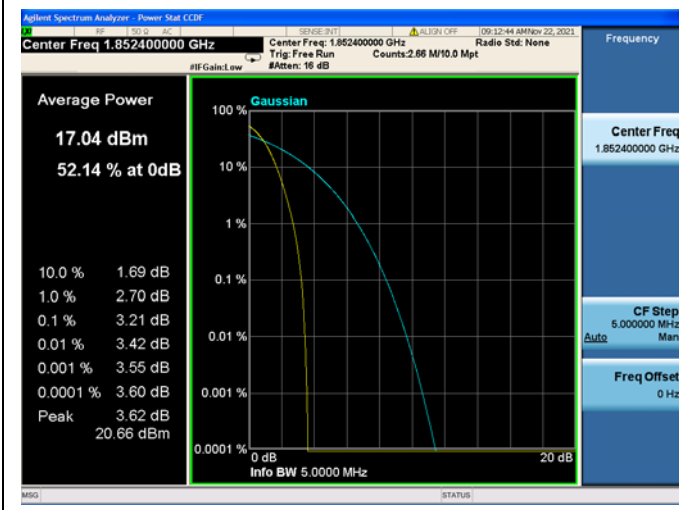 Agilent Spectrum Analyzer - Power Stat CCDF
RF 50 Ω AC SENSE:INT ALIGN OFF 09:12:44 AM Nov 22, 2021
Center Freq 1.852400000 GHz
Center Freq: 1.852400000 GHz Radio Std: None
Trig: Free Run Counts:2.66 M/10.0 Mpt
#IFGain:Low #Atten: 16 dB
Frequency
Average Power
17.04 dBm
52.14 % at 0dB
10.0 % 1.69 dB
1.0 % 2.70 dB
0.1 % 3.21 dB
0.01 % 3.42 dB
0.001 % 3.55 dB
0.0001 % 3.60 dB
Peak 3.62 dB
20.66 dBm
Gaussian
100 %
10 %
1 %
0.1 %
0.01 %
0.001 %
0.0001 %
0 dB 20 dB
Info BW 5.0000 MHz
Center Freq
1.852400000 GHz
CF Step
5.000000 MHz
Auto Man
Freq Offset
0 Hz
MSG STATUS